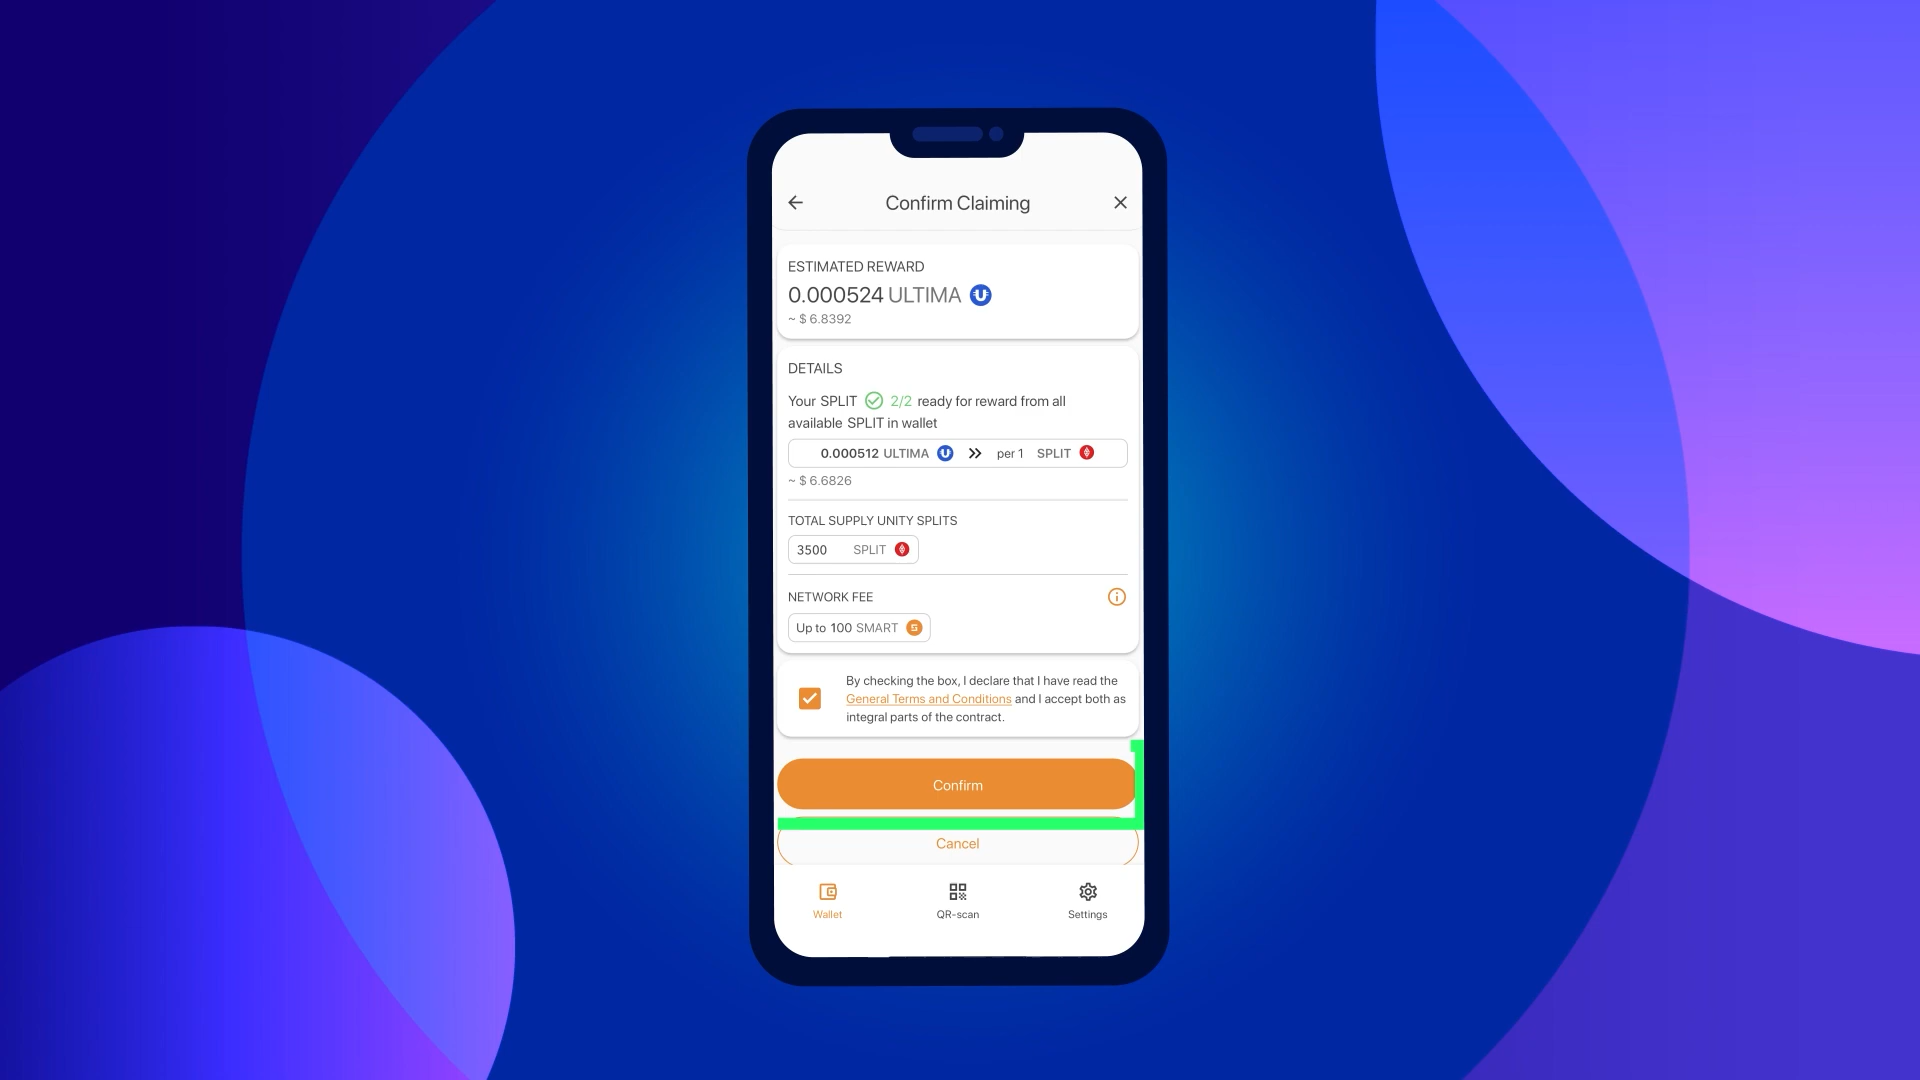 Confirm Claiming
ESTIMATED REWARD
0.000524 ULTIMA
~ $ 6.8392
DETAILS
Your SPLIT 2/2 ready for reward from all
available SPLIT in wallet
0.000512 ULTIMA per 1 SPLIT
~ $ 6.6826
TOTAL SUPPLY UNITY SPLITS
3500 SPLIT
NETWORK FEE
Up to 100 SMART
By checking the box, I declare that I have read the
General Terms and Conditions and I accept both as
integral parts of the contract.
Confirm
Cancel
Wallet QR-scan Settings